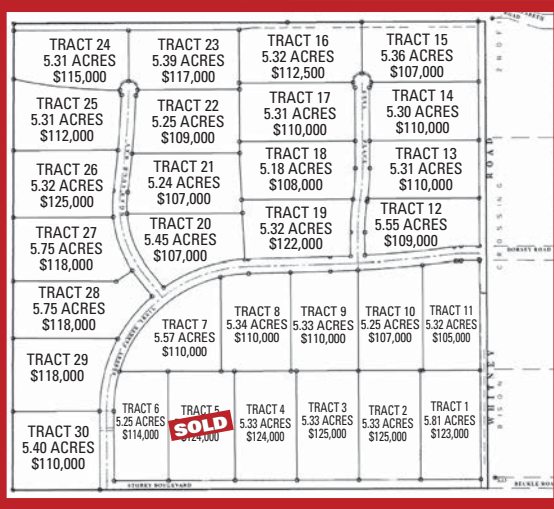 TRACT 24
5.31 ACRES
$115,000
TRACT 23
5.39 ACRES
$117,000
TRACT 16
5.32 ACRES
$112,500
TRACT 15
5.36 ACRES
$107,000
TRACT 25
5.31 ACRES
$112,000
TRACT 22
5.25 ACRES
$109,000
TRACT 17
5.31 ACRES
$110,000
TRACT 14
5.30 ACRES
$110,000
TRACT 26
5.32 ACRES
$125,000
TRACT 21
5.24 ACRES
$107,000
TRACT 18
5.18 ACRES
$108,000
TRACT 13
5.31 ACRES
$110,000
TRACT 27
5.75 ACRES
$118,000
TRACT 20
5.45 ACRES
$107,000
TRACT 19
5.32 ACRES
$122,000
TRACT 12
5.55 ACRES
$109,000
TRACT 28
5.75 ACRES
$118,000
TRACT 7
5.57 ACRES
$110,000
TRACT 8
5.34 ACRES
$110,000
TRACT 9
5.33 ACRES
$110,000
TRACT 10
5.25 ACRES
$107,000
TRACT 11
5.32 ACRES
$105,000
TRACT 29
$118,000
TRACT 30
5.40 ACRES
$110,000
TRACT 6
5.25 ACRES
$114,000
TRACT 5
SOLD
$124,000
TRACT 4
5.33 ACRES
$124,000
TRACT 3
5.33 ACRES
$125,000
TRACT 2
5.33 ACRES
$125,000
TRACT 1
5.81 ACRES
$123,000
WHITNEY ROAD
BISON CROSSING
DORSEY ROAD
ROAD
STOREY BOULEVARD